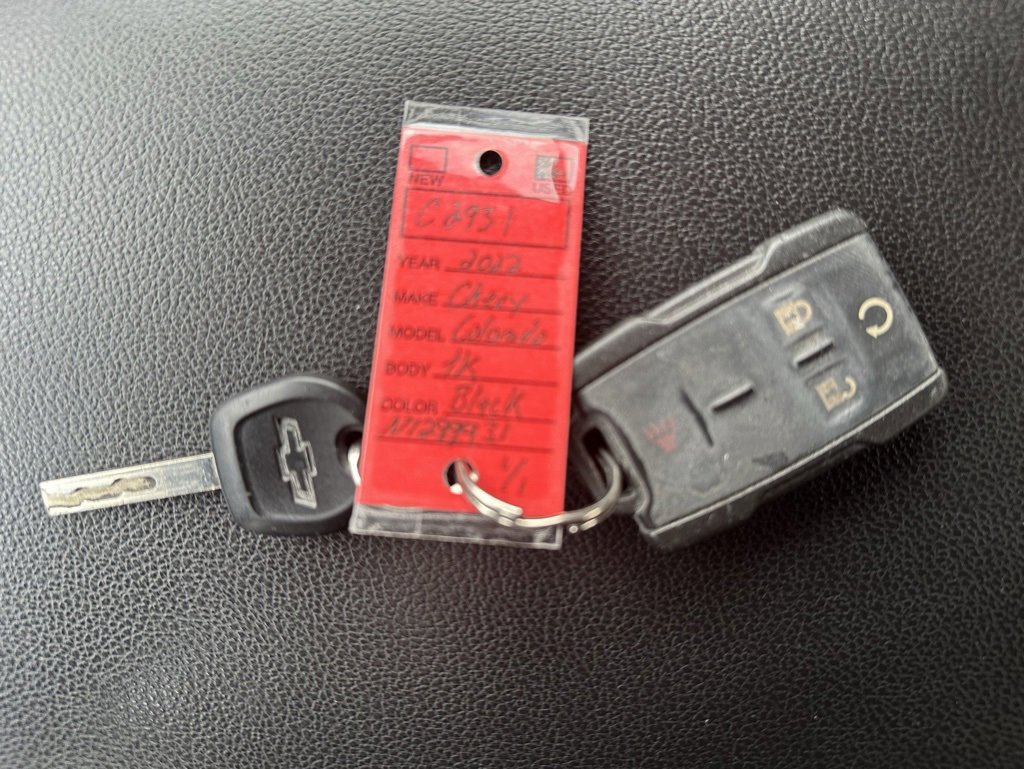 NEW USED
C2931
YEAR 2022
MAKE Chevy
MODEL Colorado
BODY 1K
COLOR Black
N1299931
1/1